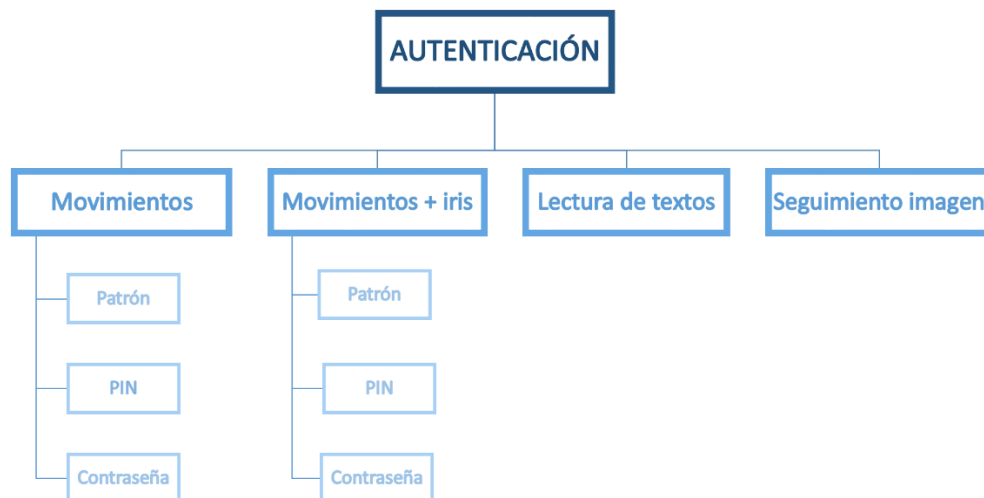 AUTENTICACIÓN
Movimientos
Movimientos + iris
Lectura de textos
Seguimiento imagen
Patrón
PIN
Contraseña
Patrón
PIN
Contraseña